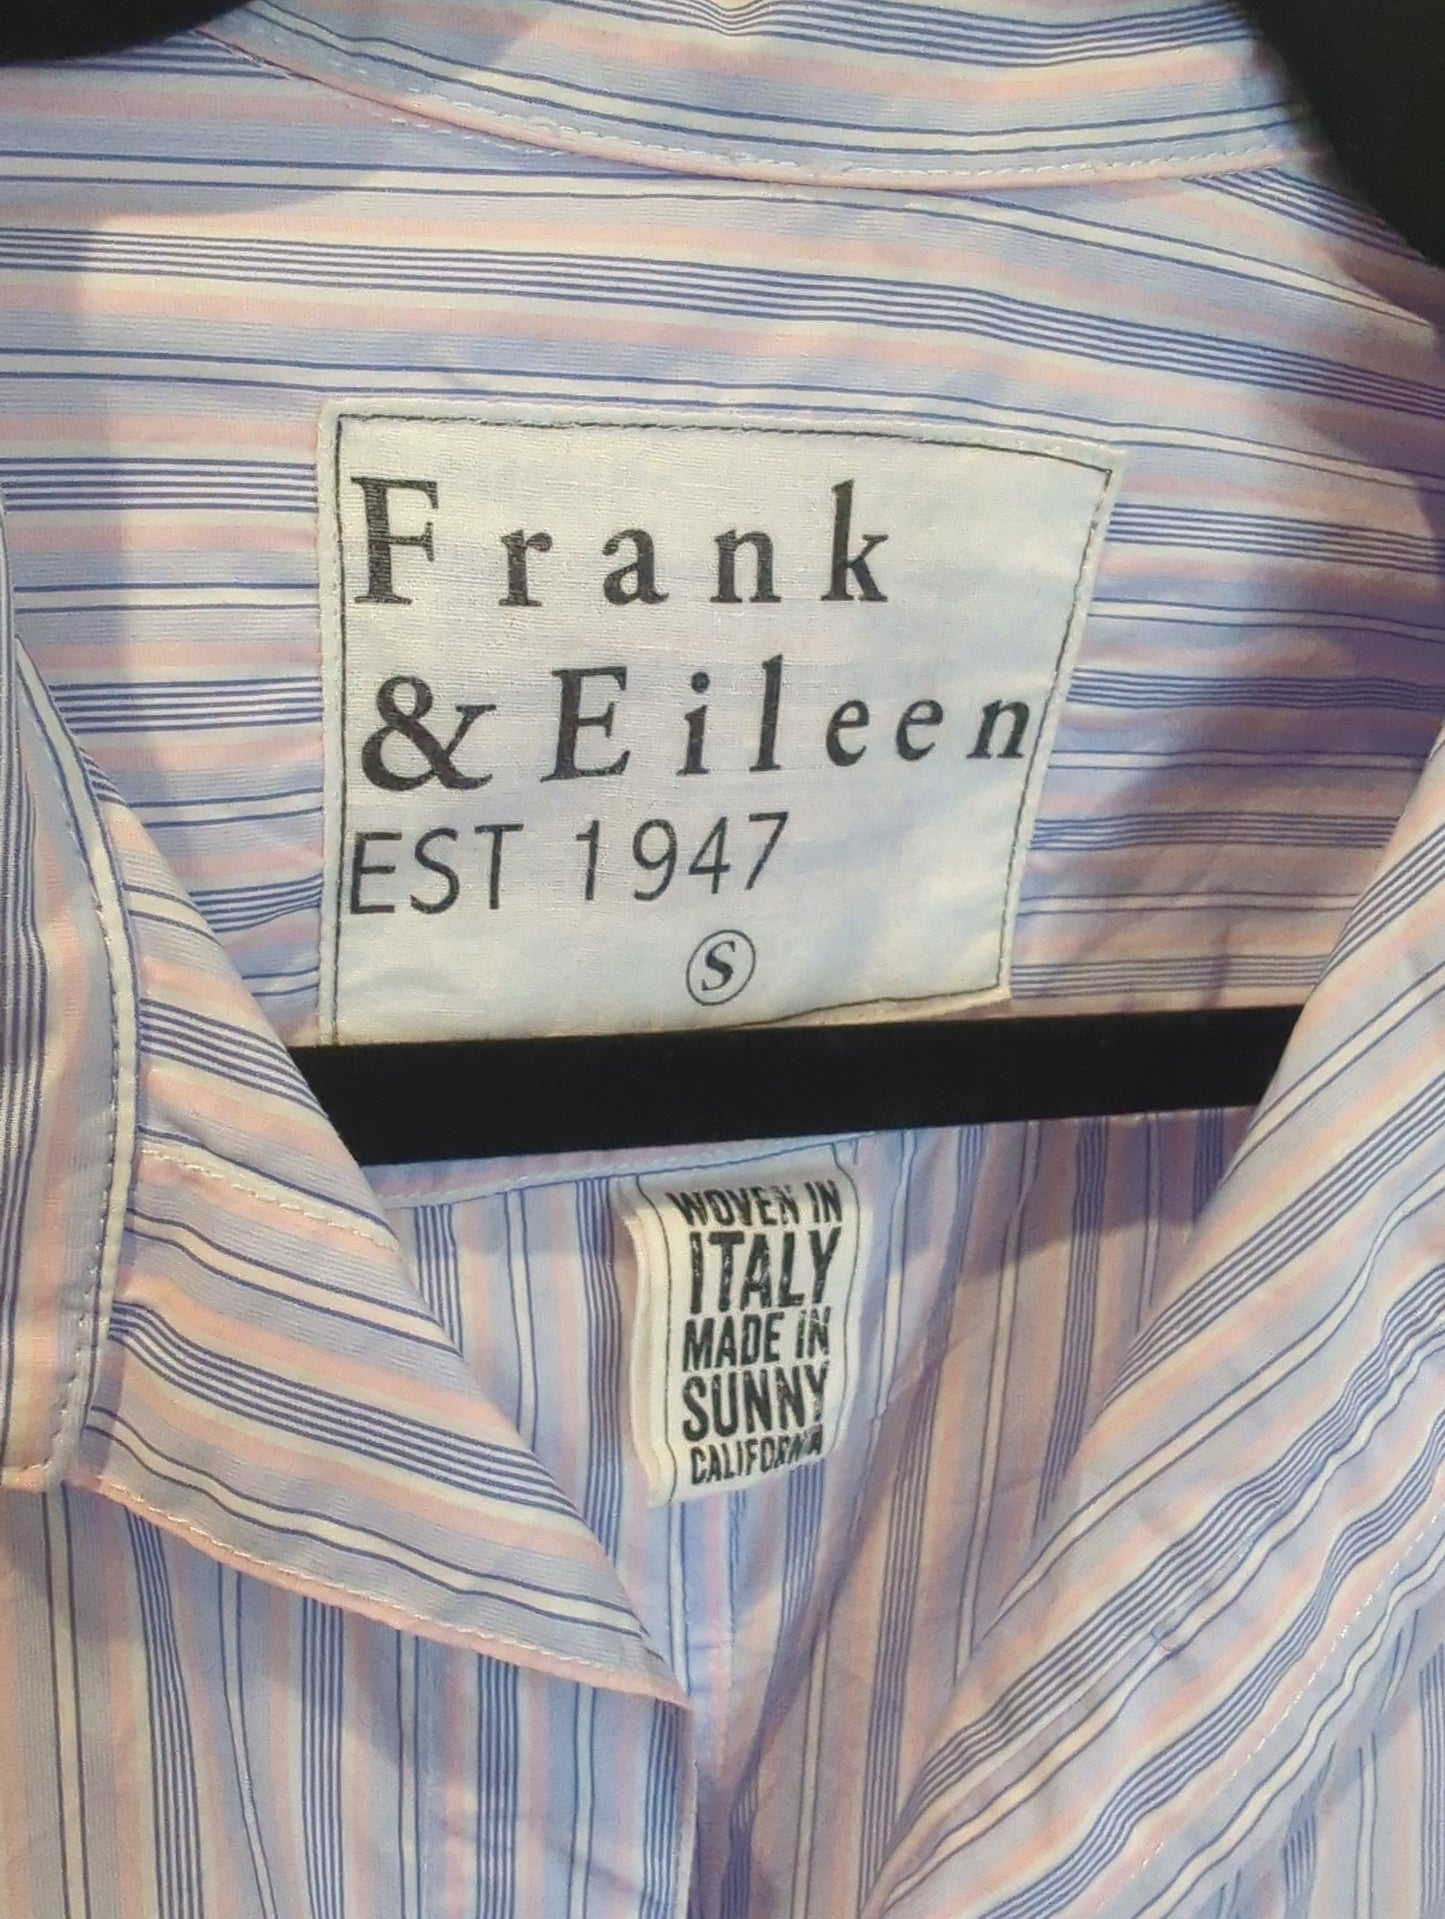 Frank
& Eileen
EST 1947
S
WOVEN IN
ITALY
MADE IN
SUNNY
CALIFORNIA